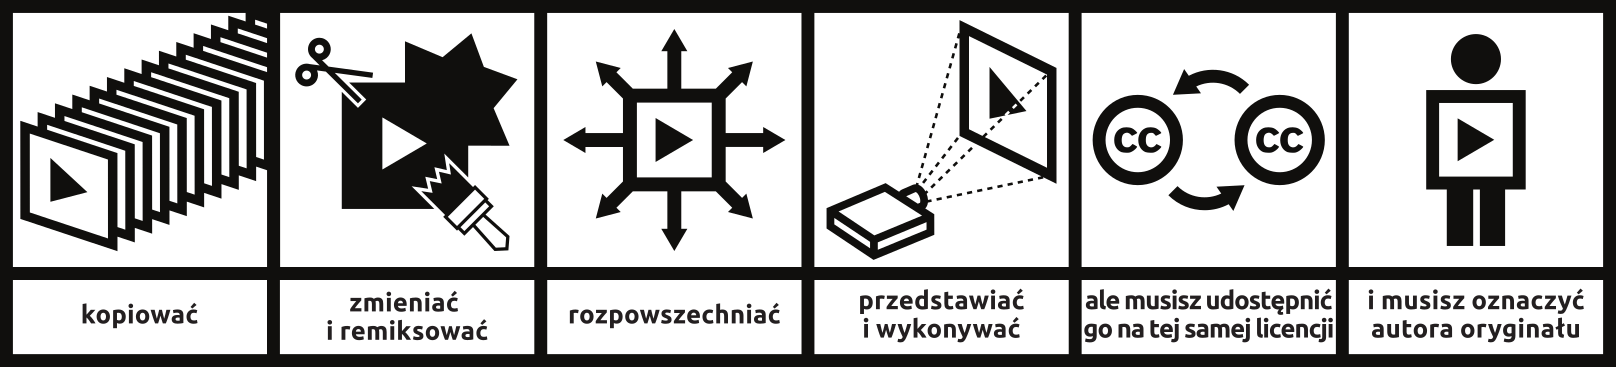 CC
CC
kopiować
zmieniać
i remiksować
rozpowszechniać
przedstawiać
i wykonywać
ale musisz udostępnić
go na tej samej licencji
i musisz oznaczyć
autora oryginału